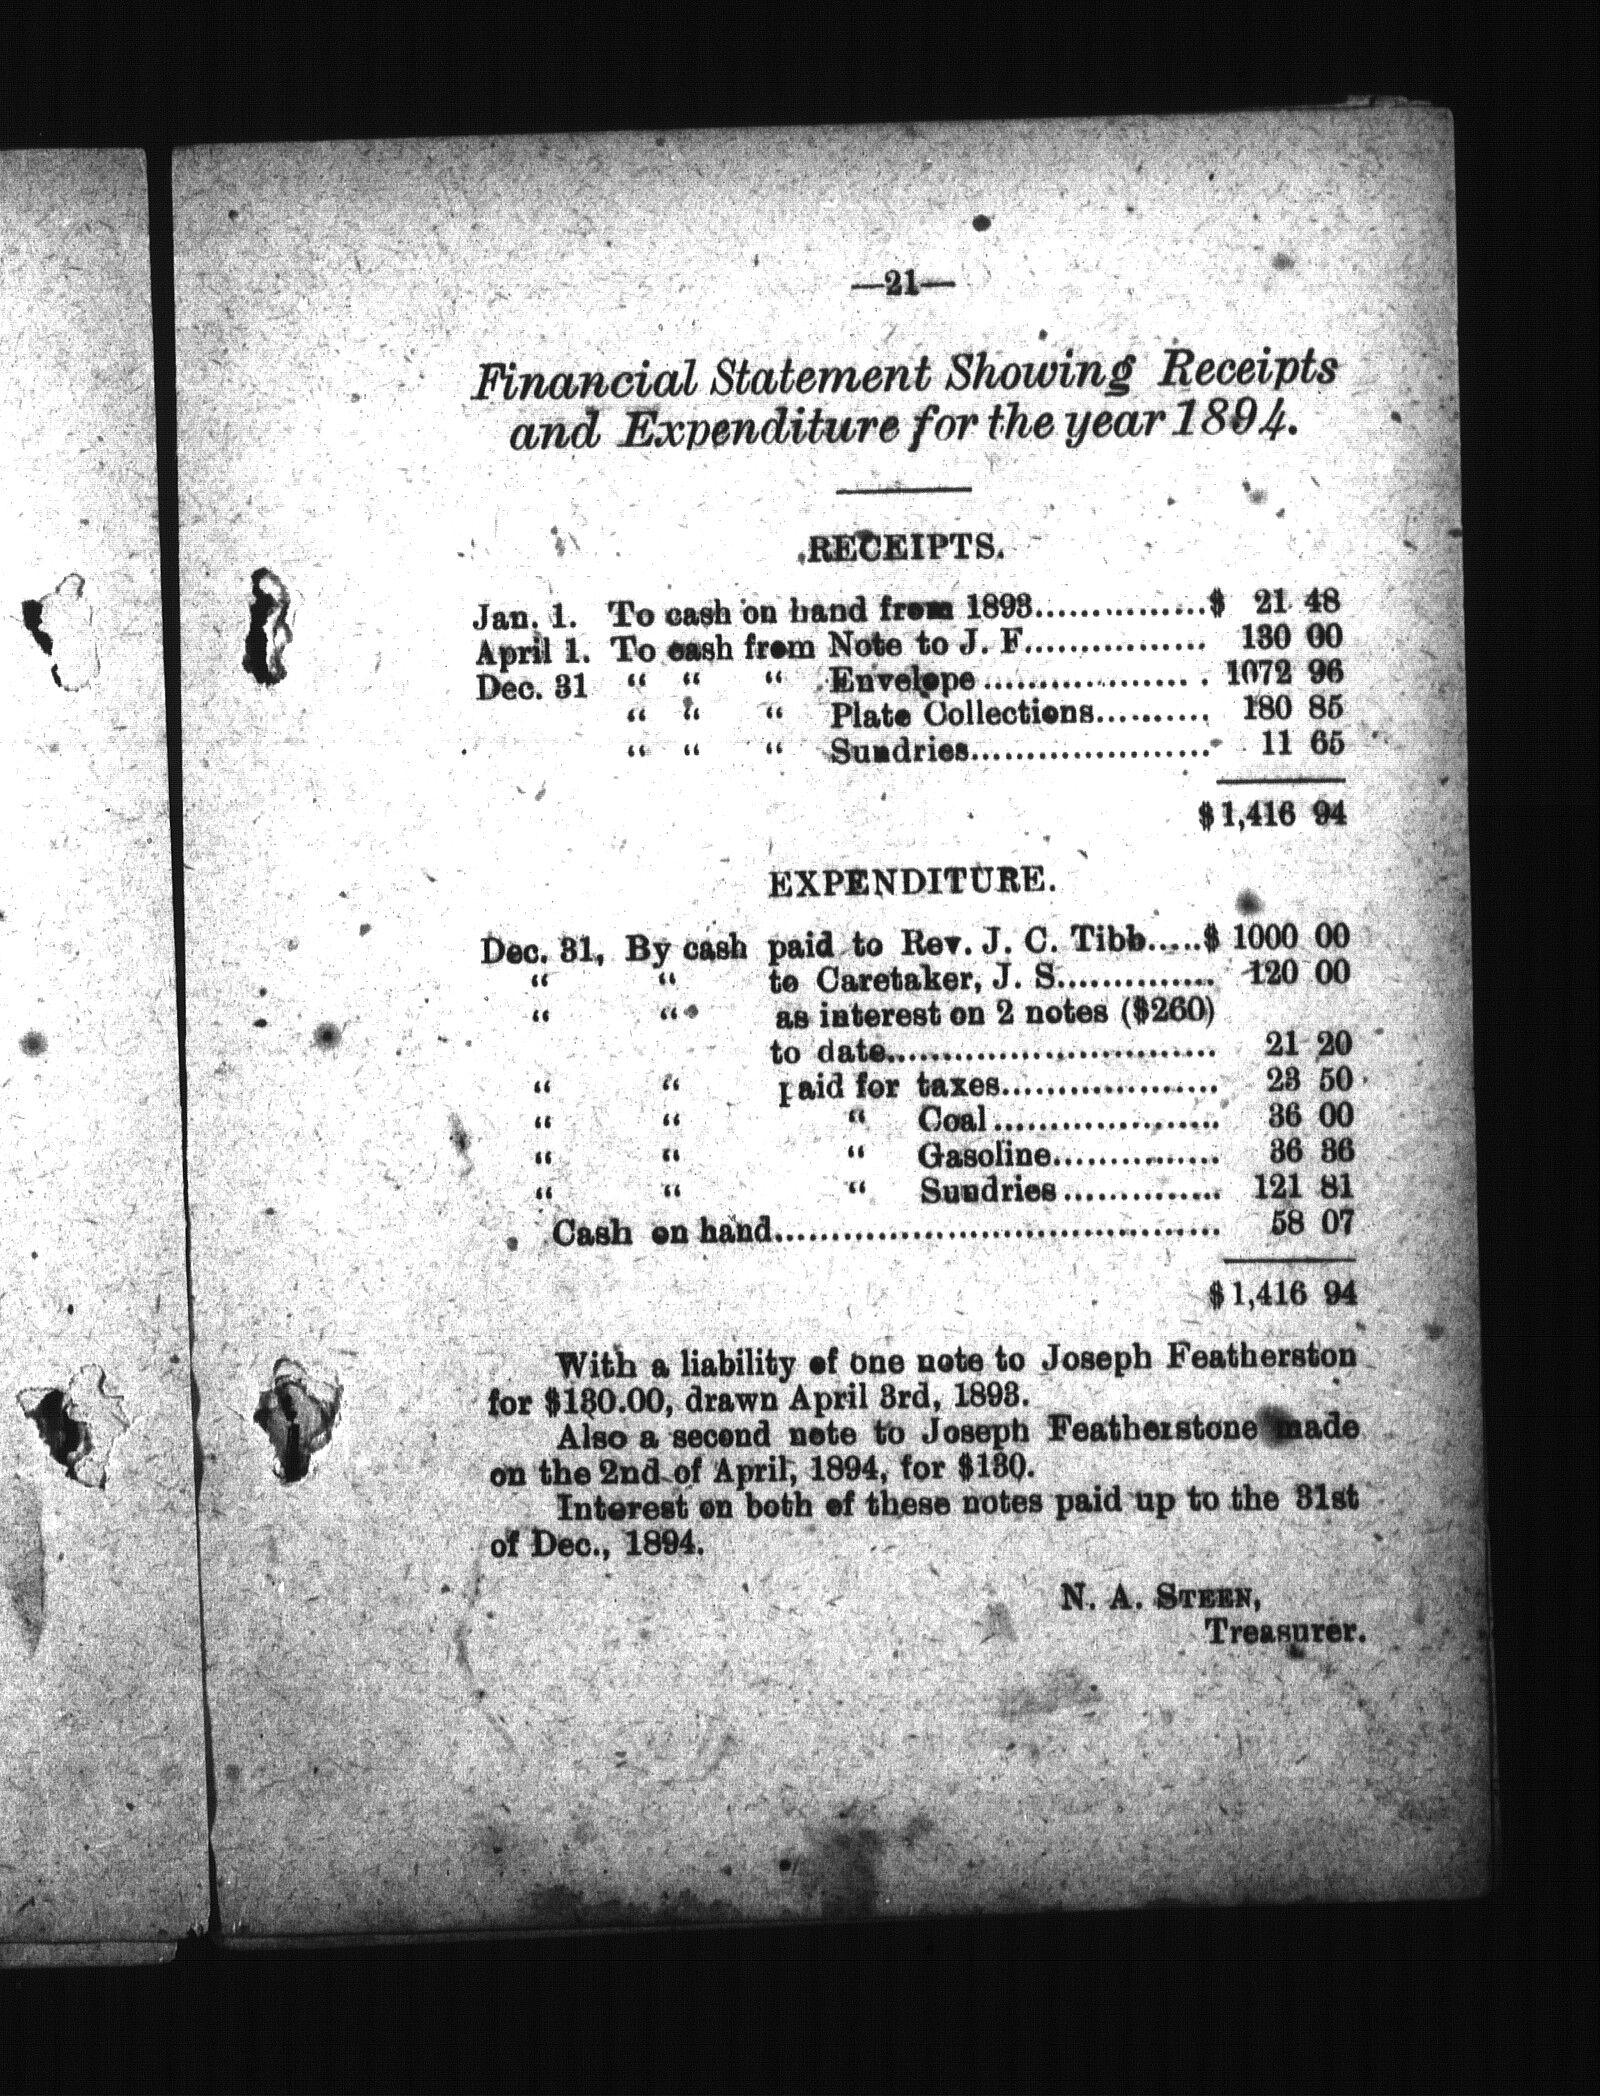 —21—
Financial Statement Showing Receipts
and Expenditure for the year 1894.
RECEIPTS.
Jan. 1. To cash on hand from 1893...............$ 21 48
April 1. To cash from Note to J. F................ 130 00
Dec. 31 “ “ “ Envelope .................... 1072 96
“ “ “ Plate Collections.......... 180 85
“ “ “ Sundries...................... 11 65
$1,416 94
EXPENDITURE.
Dec. 31, By cash paid to Rev. J. C. Tibb.....$ 1000 00
“ “ to Caretaker, J. S.............. 120 00
“ “ as interest on 2 notes ($260)
to date.............................. 21 20
“ “ paid for taxes.................... 23 50
“ “ “ Coal ..................... 36 00
“ “ “ Gasoline............... 36 36
“ “ “ Sundries .............. 121 81
Cash on hand........................................ 58 07
$1,416 94
With a liability of one note to Joseph Featherston
for $130.00, drawn April 3rd, 1893.
Also a second note to Joseph Featherstone made
on the 2nd of April, 1894, for $130.
Interest on both of these notes paid up to the 31st
of Dec., 1894.
N. A. STEEN,
Treasurer.